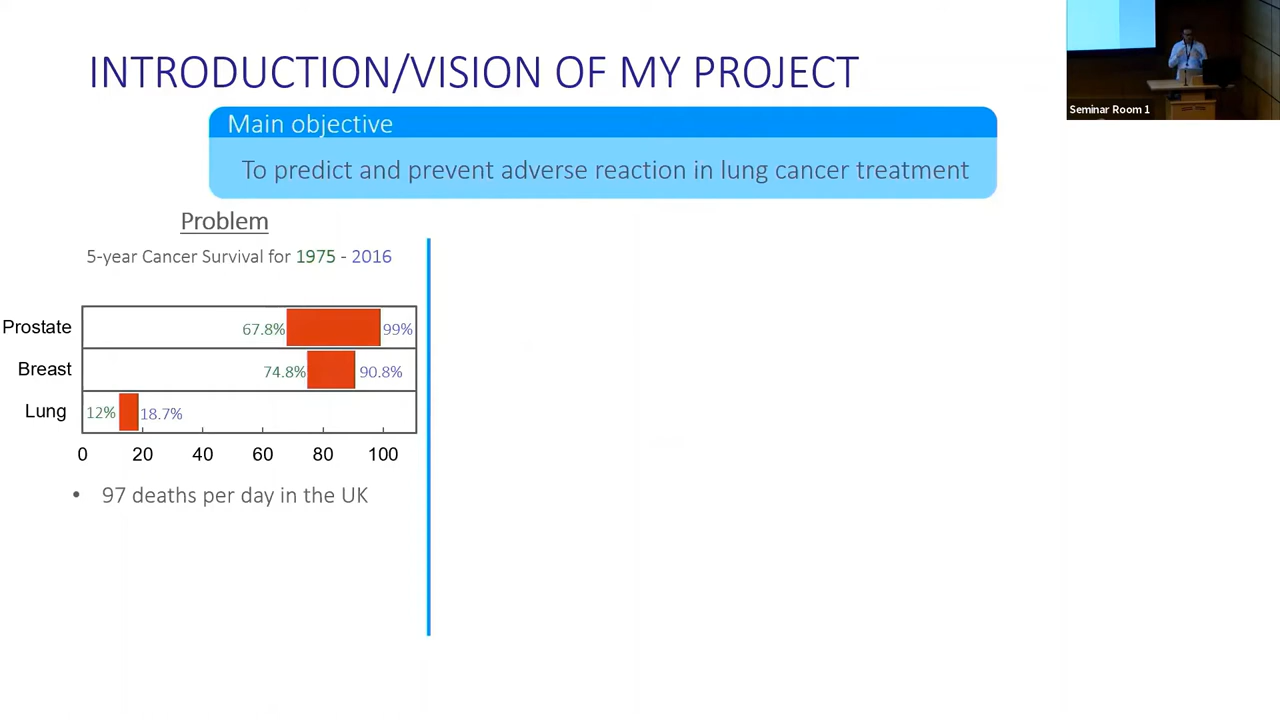 INTRODUCTION/VISION OF MY PROJECT
Seminar Room 1
Main objective
To predict and prevent adverse reaction in lung cancer treatment
Problem
5-year Cancer Survival for 1975 - 2016
Prostate 67.8% 99%
Breast 74.8% 90.8%
Lung 12% 18.7%
0 20 40 60 80 100
• 97 deaths per day in the UK